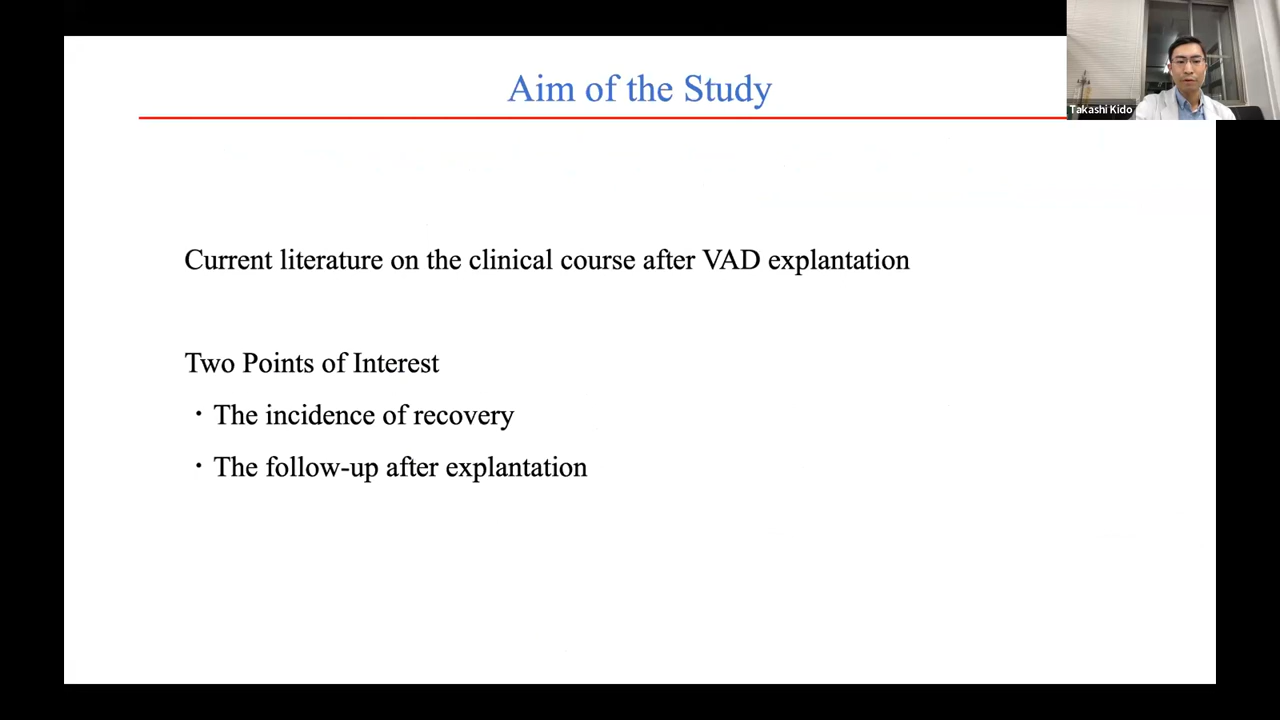 Aim of the Study
Takashi Kido
Current literature on the clinical course after VAD explantation
Two Points of Interest
・The incidence of recovery
・The follow-up after explantation